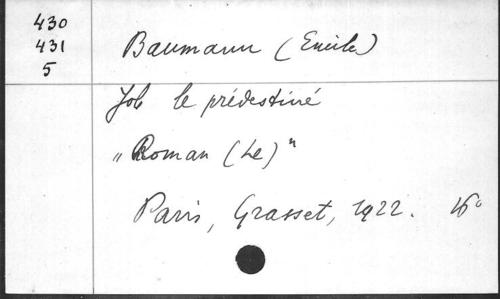 430
431
5
Baumann (Emile)
Job le prédestiné
„ Roman (Le) "
Paris, Grasset, 1922. 16°